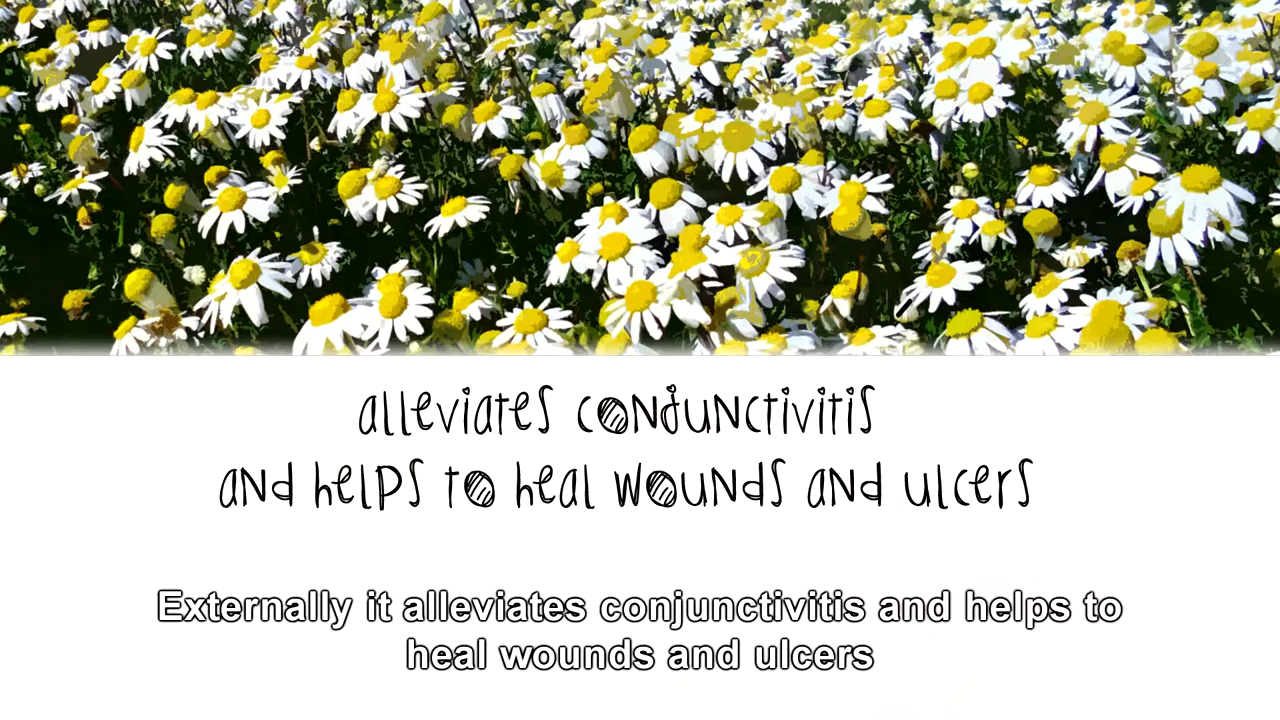 alleviates conjunctivitis
and helps to heal wounds and ulcers
Externally it alleviates conjunctivitis and helps to
heal wounds and ulcers